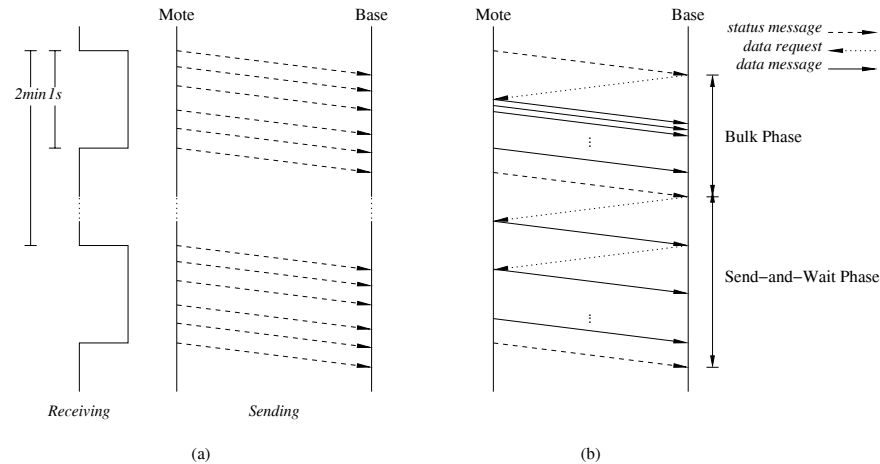 Mote
Base
2min
1s
Receiving
Sending
(a)
Mote
Base
status message
data request
data message
Bulk Phase
Send−and−Wait Phase
(b)